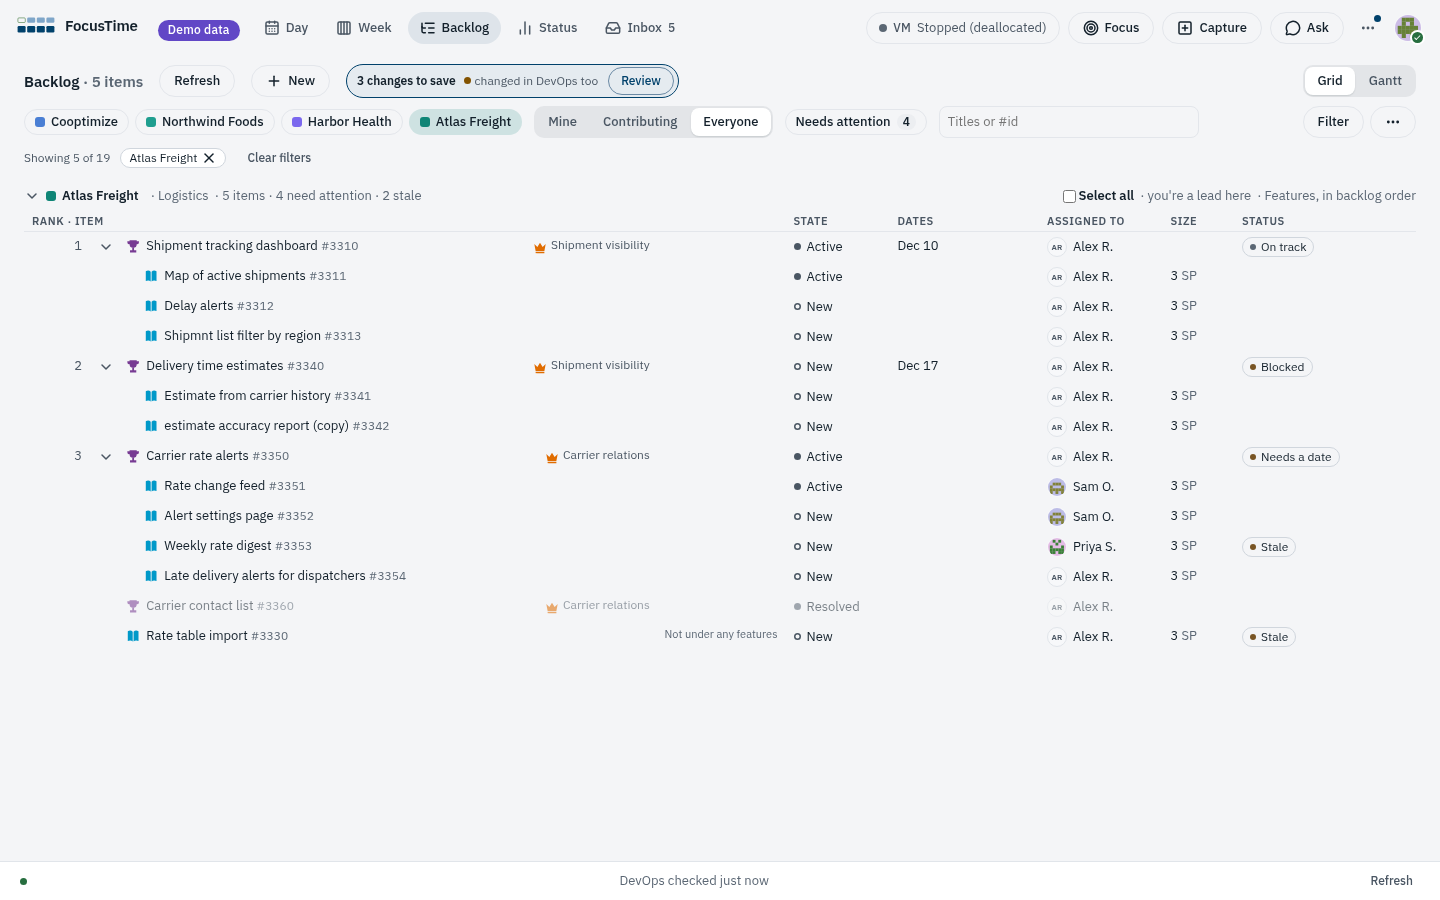 FocusTime Demo data Day Week Backlog Status Inbox 5 VM Stopped (deallocated) Focus Capture Ask
Backlog · 5 items Refresh New 3 changes to save changed in DevOps too Review Grid Gantt
Cooptimize Northwind Foods Harbor Health Atlas Freight Mine Contributing Everyone Needs attention 4 Titles or #id Filter
Showing 5 of 19 Atlas Freight Clear filters
Atlas Freight · Logistics · 5 items · 4 need attention · 2 stale Select all · you're a lead here · Features, in backlog order
RANK · ITEM STATE DATES ASSIGNED TO SIZE STATUS
1 Shipment tracking dashboard #3310 Shipment visibility Active Dec 10 AR Alex R. On track
Map of active shipments #3311 Active AR Alex R. 3 SP
Delay alerts #3312 New AR Alex R. 3 SP
Shipmnt list filter by region #3313 New AR Alex R. 3 SP
2 Delivery time estimates #3340 Shipment visibility New Dec 17 AR Alex R. Blocked
Estimate from carrier history #3341 New AR Alex R. 3 SP
estimate accuracy report (copy) #3342 New AR Alex R. 3 SP
3 Carrier rate alerts #3350 Carrier relations Active AR Alex R. Needs a date
Rate change feed #3351 Active Sam O. 3 SP
Alert settings page #3352 New Sam O. 3 SP
Weekly rate digest #3353 New Priya S. 3 SP Stale
Late delivery alerts for dispatchers #3354 New AR Alex R. 3 SP
Carrier contact list #3360 Carrier relations Resolved AR Alex R.
Rate table import #3330 Not under any features New AR Alex R. 3 SP Stale
DevOps checked just now Refresh